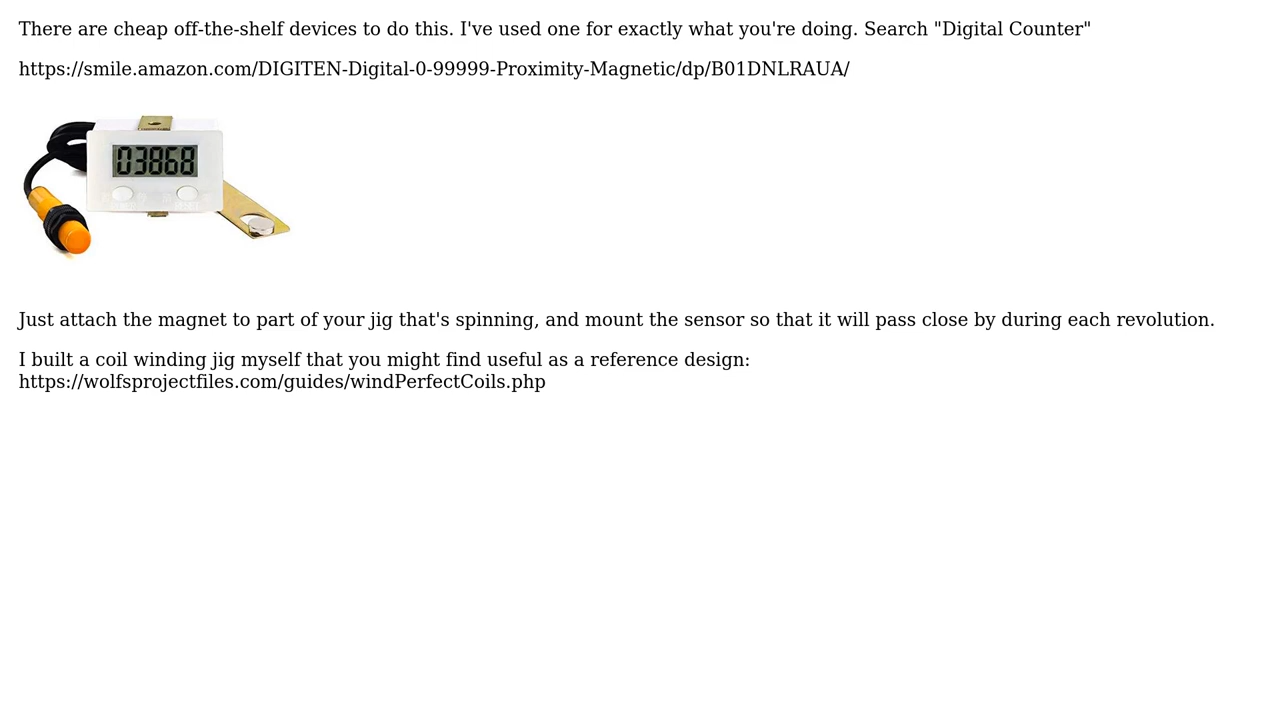 There are cheap off-the-shelf devices to do this. I've used one for exactly what you're doing. Search "Digital Counter"
https://smile.amazon.com/DIGITEN-Digital-0-99999-Proximity-Magnetic/dp/B01DNLRAUA/
03868
Just attach the magnet to part of your jig that's spinning, and mount the sensor so that it will pass close by during each revolution.
I built a coil winding jig myself that you might find useful as a reference design:
https://wolfsprojectfiles.com/guides/windPerfectCoils.php